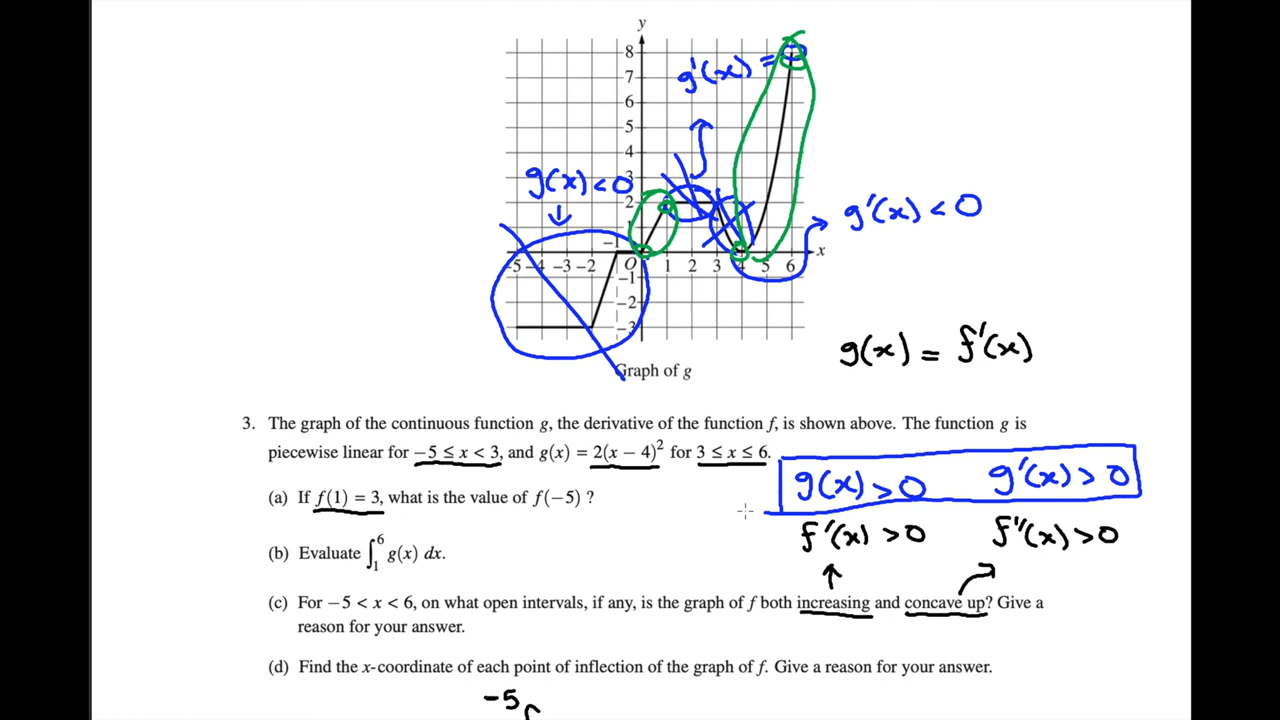 y
8
7
g'(x) =
6
5
4
3
g(x) < 0
2
1
g'(x) < 0
-1
x
-5 -4 -3 -2 O 1 2 3 4 5 6
-1
-2
-3
g(x) = f'(x)
Graph of g
3. The graph of the continuous function g, the derivative of the function f, is shown above. The function g is
piecewise linear for −5 ≤ x < 3, and g(x) = 2(x − 4)² for 3 ≤ x ≤ 6.
g(x) > 0 g'(x) > 0
(a) If f(1) = 3, what is the value of f(−5) ?
f'(x) > 0 f''(x) > 0
(b) Evaluate ∫₁⁶ g(x) dx.
(c) For −5 < x < 6, on what open intervals, if any, is the graph of f both increasing and concave up? Give a
reason for your answer.
(d) Find the x-coordinate of each point of inflection of the graph of f. Give a reason for your answer.
-5